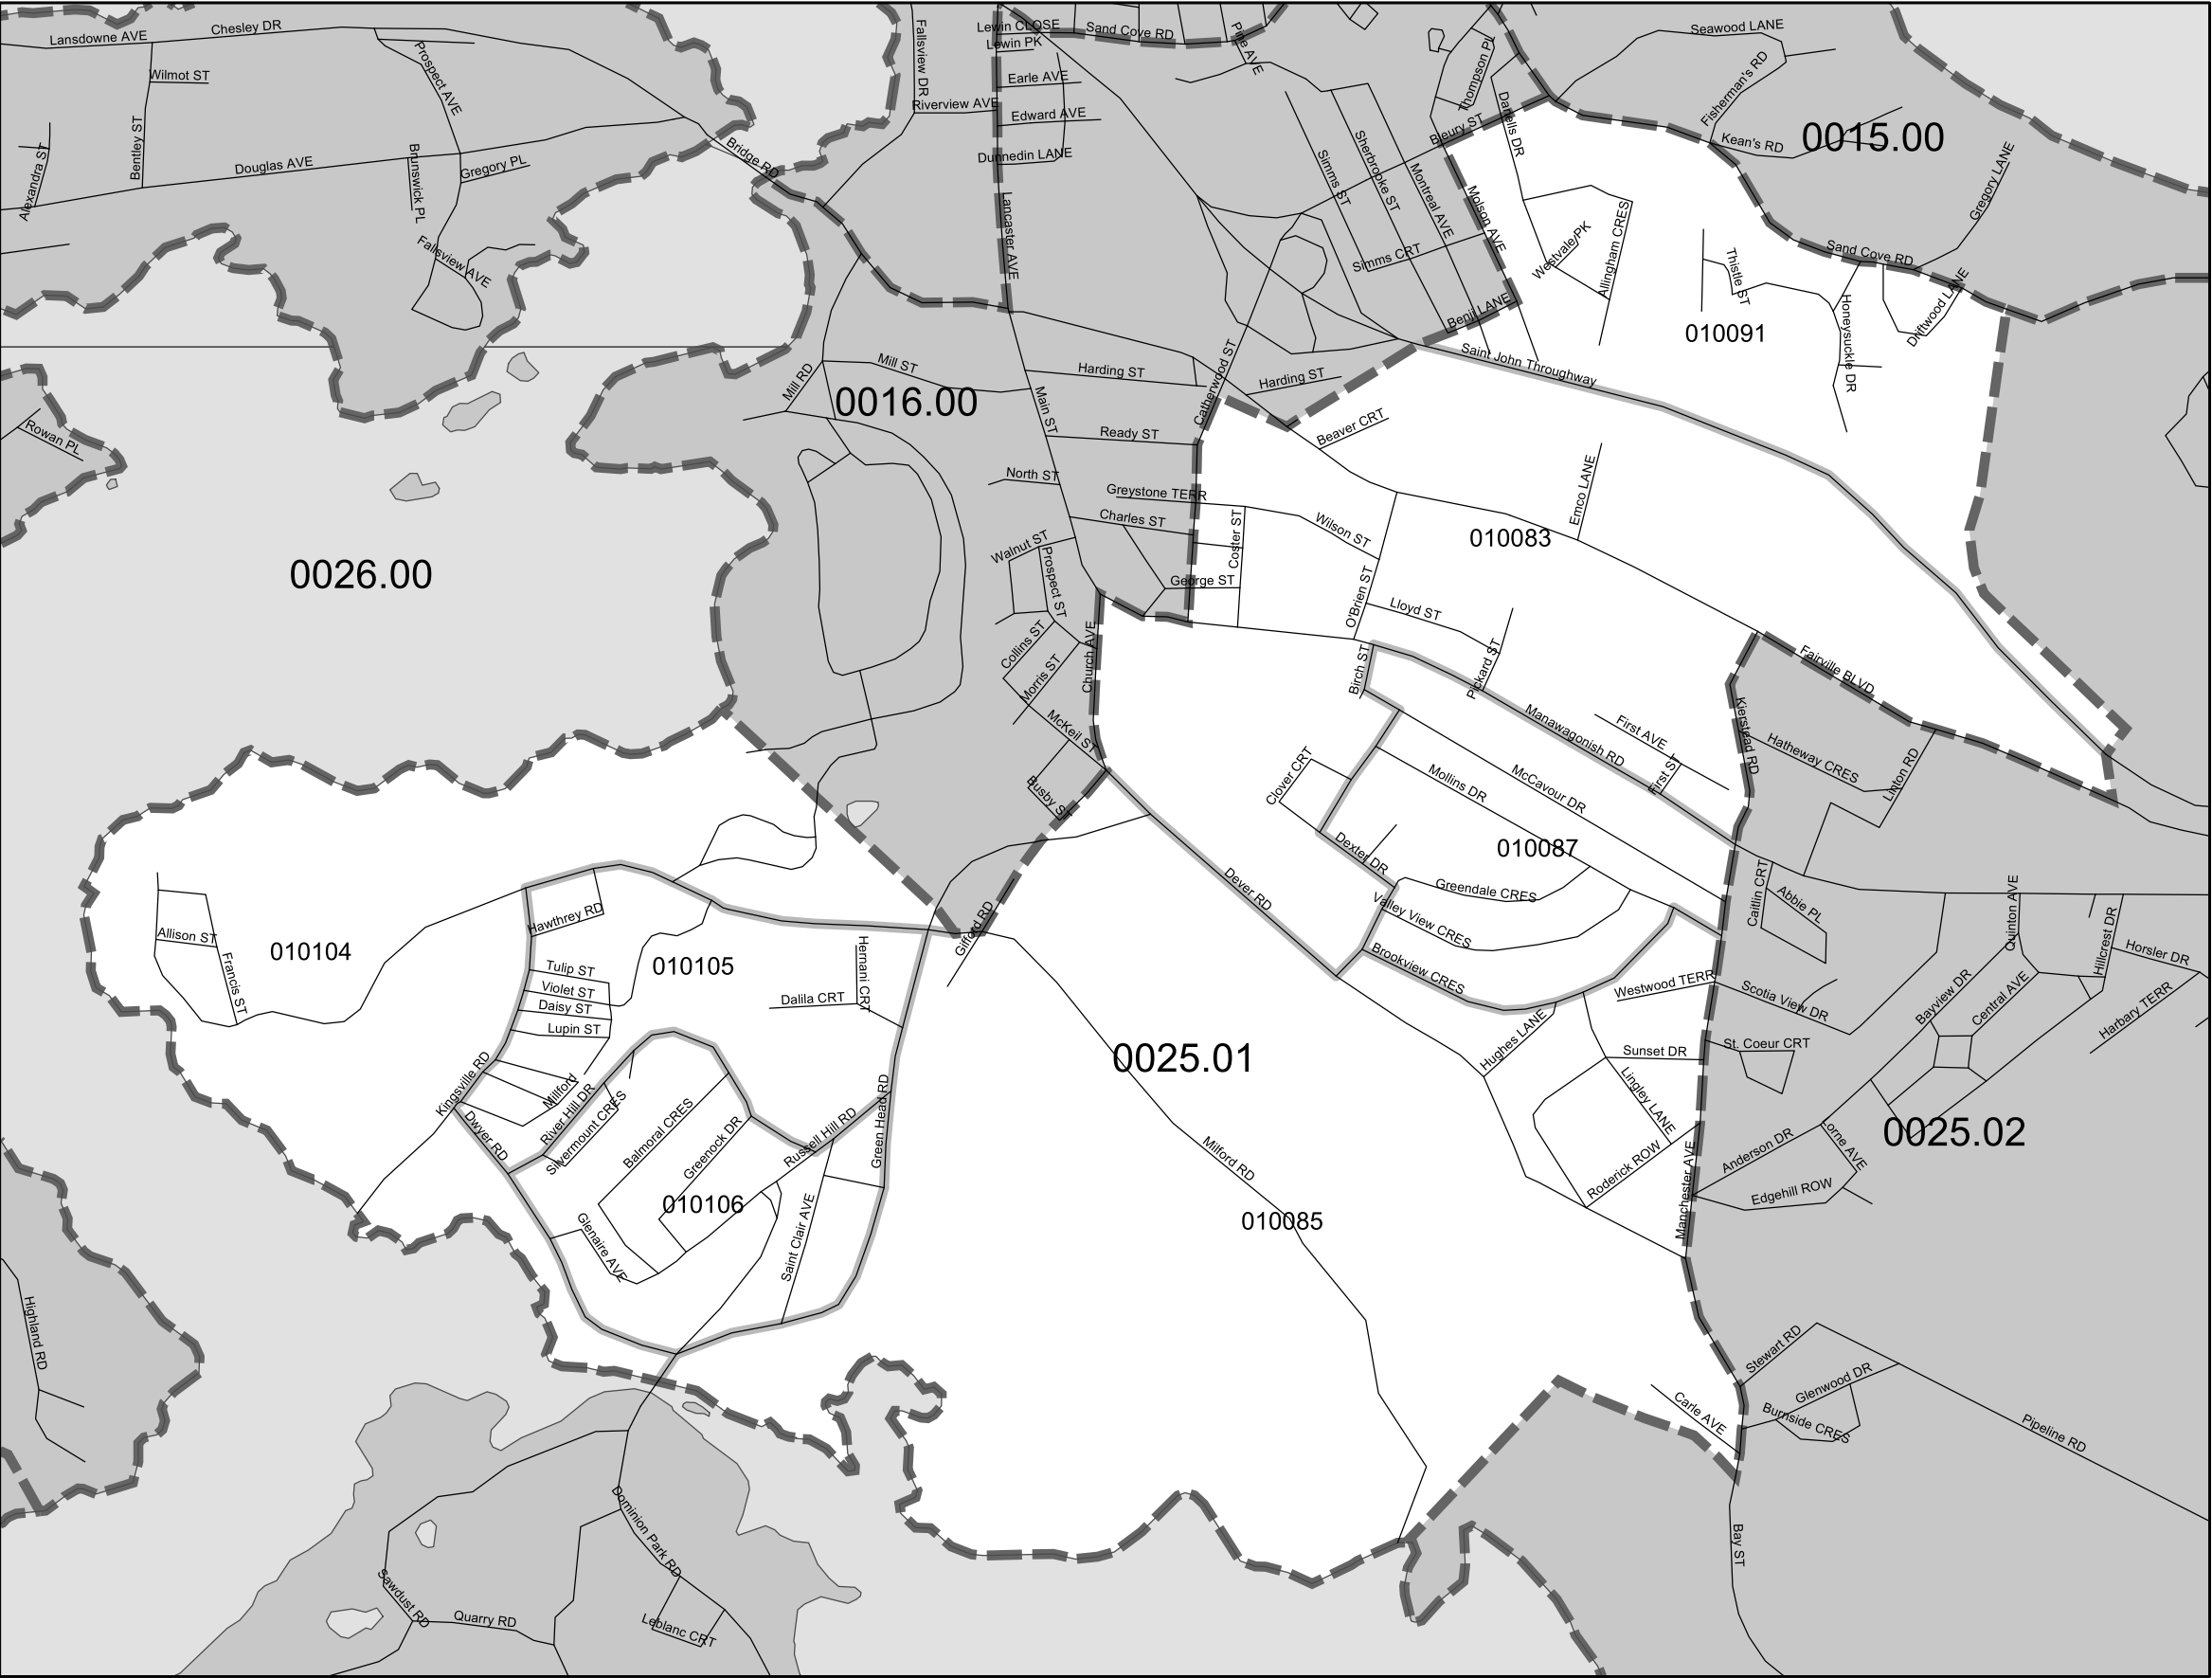 Lansdowne AVE
Chesley DR
Wilmot ST
Prospect AVE
Bentley ST
Alexandra ST
Douglas AVE
Brunswick PL
Gregory PL
Fallsview AVE
Bridge RD
Fallsview DR
Riverview AVE
Lewin CLOSE
Lewin PK
Sand Cove RD
Pine AVE
Earle AVE
Edward AVE
Dunnedin LANE
Lancaster AVE
Thompson PL
Darlells DR
Bleury ST
Simms ST
Sherbrooke ST
Montreal AVE
Molson AVE
Simms CRT
Benji LANE
Westvale PK
Allingham CRES
Seawood LANE
Fisherman's RD
Kean's RD
0015.00
Gregory LANE
Sand Cove RD
Thistle ST
Honeysuckle DR
Driftwood LANE
010091
Saint John Throughway
Rowan PL
0026.00
Mill RD
Mill ST
0016.00
Harding ST
Harding ST
Catherwood ST
Main ST
Ready ST
Beaver CRT
North ST
Greystone TERR
Charles ST
Coster ST
Wilson ST
Emco LANE
010083
Walnut ST
Prospect ST
George ST
O'Brien ST
Lloyd ST
Collins ST
Morris ST
Church AVE
Birch ST
Pickard ST
Fairville BLVD
McKeil ST
Manawagonish RD
First AVE
First ST
Kierstead RD
Hatheway CRES
Linton RD
Busby ST
Clover CRT
Mollins DR
McCavour DR
010087
Dexter DR
Dever RD
Greendale CRES
Valley View CRES
Brookview CRES
Caitlin CRT
Abbie PL
Quinton AVE
Hillcrest DR
Horsler DR
Harbary TERR
Bayview DR
Central AVE
Westwood TERR
Scotia View DR
St. Coeur CRT
Hughes LANE
Sunset DR
Lingley LANE
Roderick ROW
Manchester AVE
Anderson DR
Lorne AVE
Edgehill ROW
0025.02
Allison ST
Francis ST
010104
Hawthrey RD
Gifford RD
010105
Hemani CRT
Dalila CRT
Tulip ST
Violet ST
Daisy ST
Lupin ST
Kingsville RD
Millford
River Hill DR
Dwyer RD
Silvermount CRES
Balmoral CRES
Greenock DR
Russell Hill RD
Green Head RD
010106
Glenaire AVE
Saint Clair AVE
0025.01
Milford RD
010085
Highland RD
Stewart RD
Glenwood DR
Burnside CRES
Carle AVE
Pipeline RD
Bay ST
Dominion Park RD
Sawdust RD
Quarry RD
Leblanc CRT